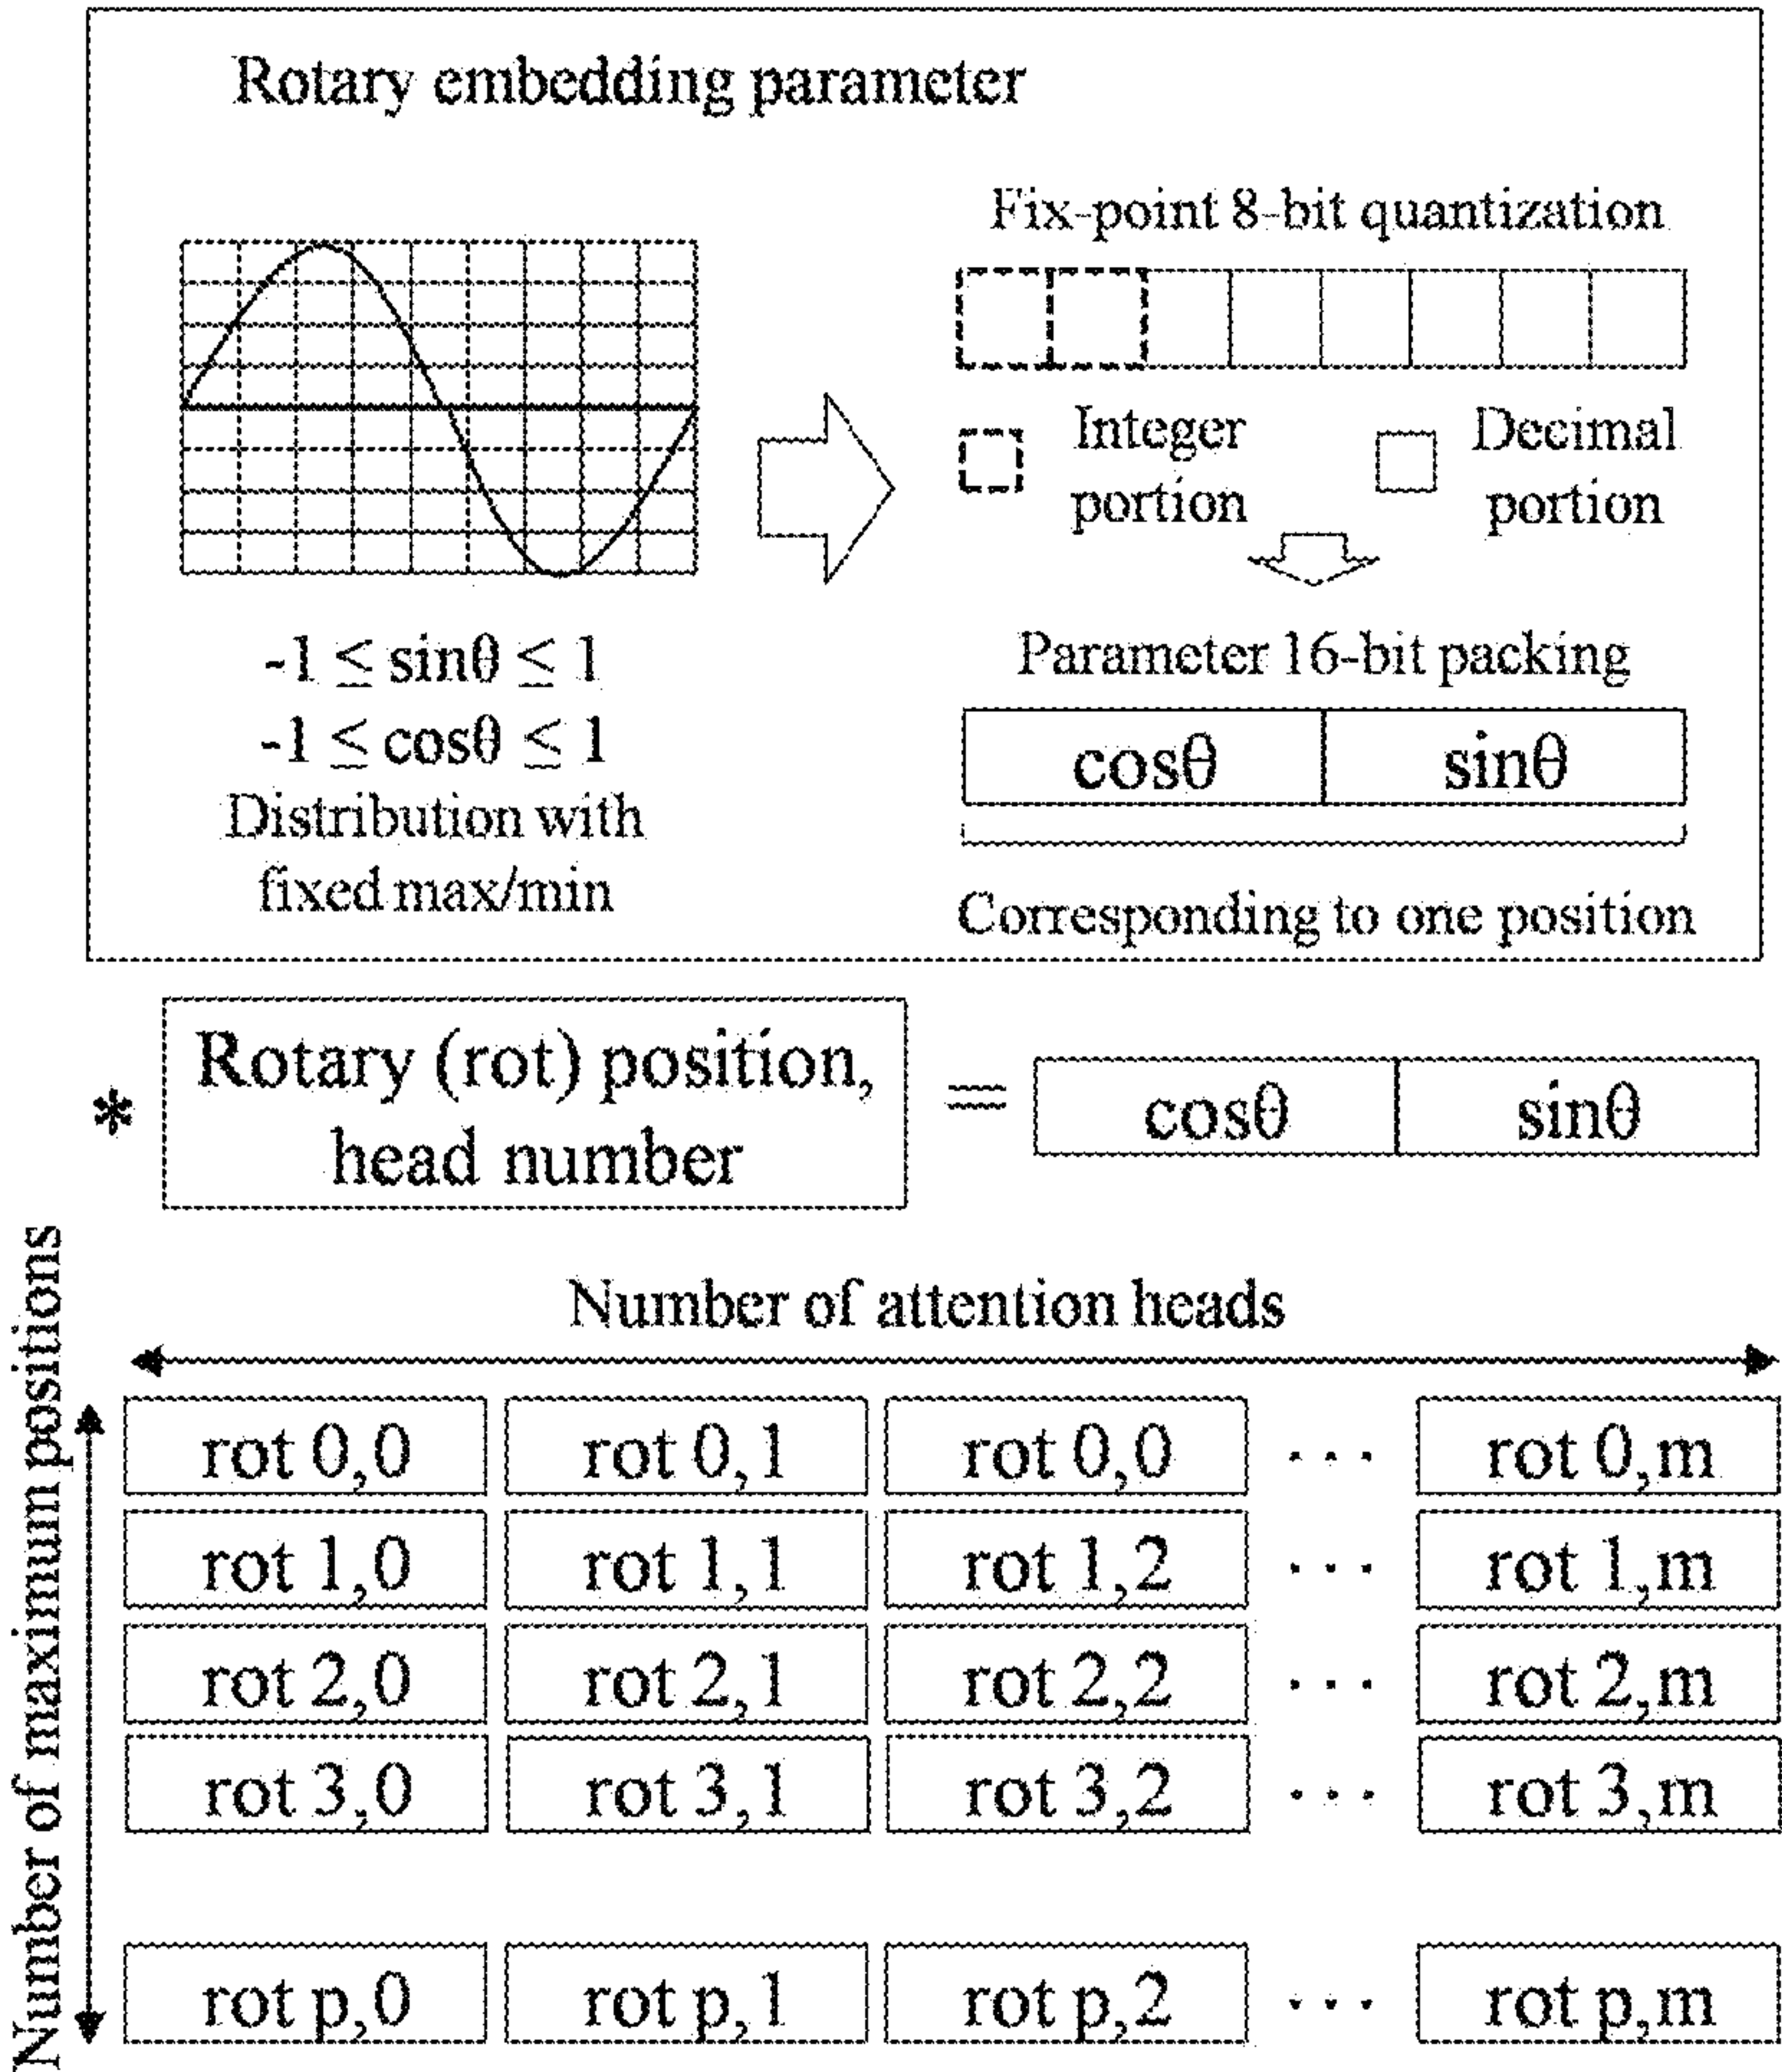 Rotary embedding parameter
Fix-point 8-bit quantization
Integer
portion
Decimal
portion
-1 ≤ sinθ ≤ 1
-1 ≤ cosθ ≤ 1
Distribution with
fixed max/min
Parameter 16-bit packing
cosθ sinθ
Corresponding to one position
* Rotary (rot) position,
head number
= cosθ sinθ
Number of attention heads
Number of maximum positions
rot 0,0 rot 0,1 rot 0,0 ... rot 0,m
rot 1,0 rot 1,1 rot 1,2 ... rot 1,m
rot 2,0 rot 2,1 rot 2,2 ... rot 2,m
rot 3,0 rot 3,1 rot 3,2 ... rot 3,m
rot p,0 rot p,1 rot p,2 ... rot p,m